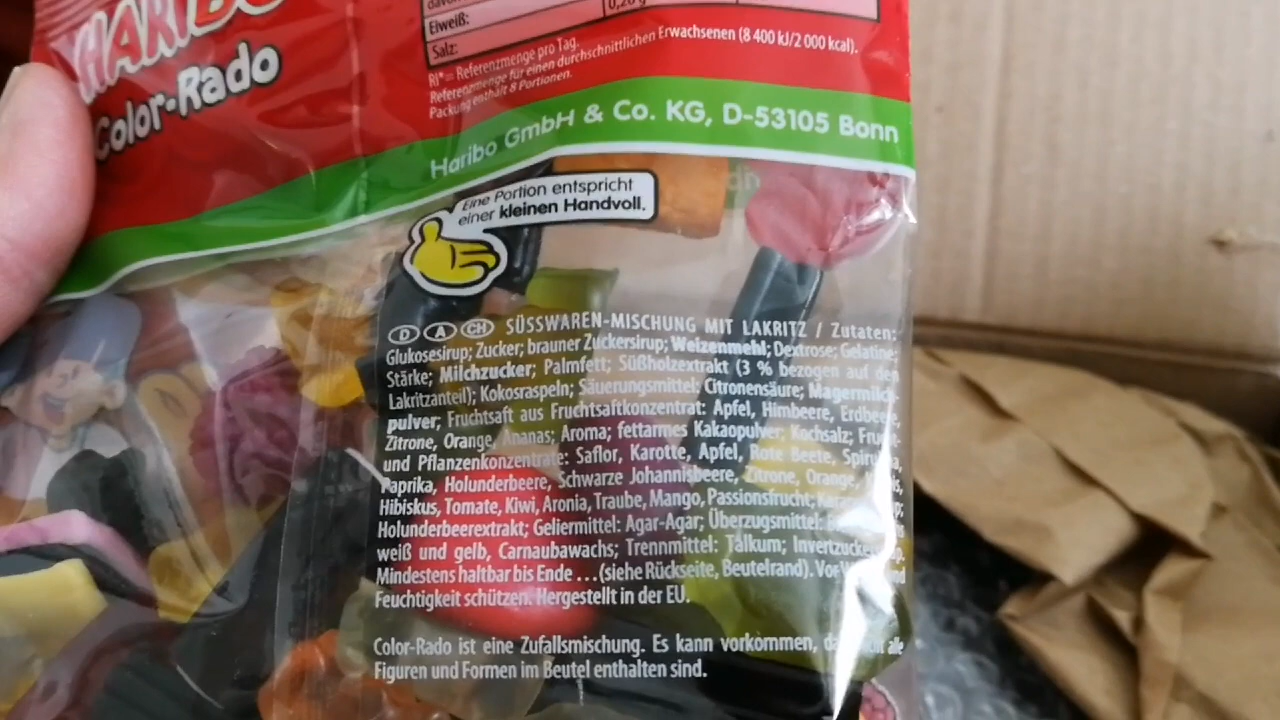 HARIBO
Color-Rado
Eiweiß:
Salz:
RI*= Referenzmenge pro Tag.
Referenzmenge für einen durchschnittlichen Erwachsenen (8 400 kJ/2 000 kcal).
Packung enthält 8 Portionen.
Haribo GmbH & Co. KG, D-53105 Bonn
Eine Portion entspricht
einer kleinen Handvoll.
D A CH SÜSSWAREN-MISCHUNG MIT LAKRITZ / Zutaten:
Glukosesirup; Zucker; brauner Zuckersirup; Weizenmehl; Dextrose; Gelatine;
Stärke; Milchzucker; Palmfett; Süßholzextrakt (3 % bezogen auf den
Lakritzanteil); Kokosraspeln; Säuerungsmittel: Citronensäure; Magermilch-
pulver; Fruchtsaft aus Fruchtsaftkonzentrat: Apfel, Himbeere, Erdbeere,
Zitrone, Orange, Ananas; Aroma; fettarmes Kakaopulver; Kochsalz; Frucht-
und Pflanzenkonzentrate: Saflor, Karotte, Apfel, Rote Beete, Spirulina,
Paprika, Holunderbeere, Schwarze Johannisbeere, Zitrone, Orange,
Hibiskus, Tomate, Kiwi, Aronia, Traube, Mango, Passionsfrucht;
Holunderbeerextrakt; Geliermittel: Agar-Agar; Überzugsmittel:
weiß und gelb, Carnaubawachs; Trennmittel: Talkum;
Mindestens haltbar bis Ende ... (siehe Rückseite, Beutelrand). Vor
Feuchtigkeit schützen. Hergestellt in der EU.
Color-Rado ist eine Zufallsmischung. Es kann vorkommen, alle
Figuren und Formen im Beutel enthalten sind.